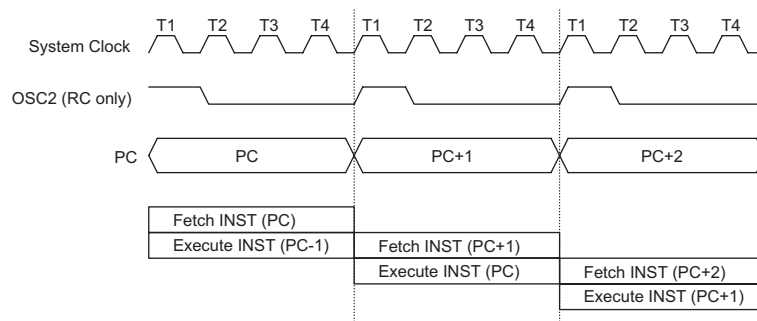 T1 T2 T3 T4 T1 T2 T3 T4 T1 T2 T3 T4
System Clock
OSC2 (RC only)
PC PC PC+1 PC+2
Fetch INST (PC)
Execute INST (PC-1) Fetch INST (PC+1)
Execute INST (PC) Fetch INST (PC+2)
Execute INST (PC+1)